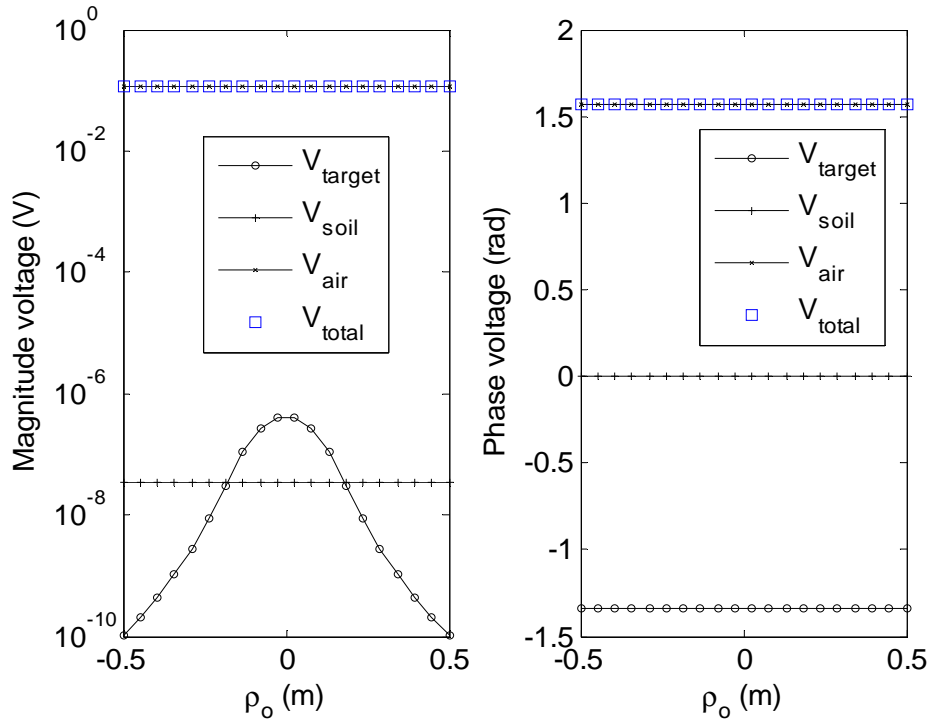 10^0
10^-2
10^-4
10^-6
10^-8
10^-10
Magnitude voltage (V)
V_target
V_soil
V_air
V_total
-0.5
0
0.5
ρ_o (m)
2
1.5
1
0.5
0
-0.5
-1
-1.5
Phase voltage (rad)
V_target
V_soil
V_air
V_total
-0.5
0
0.5
ρ_o (m)